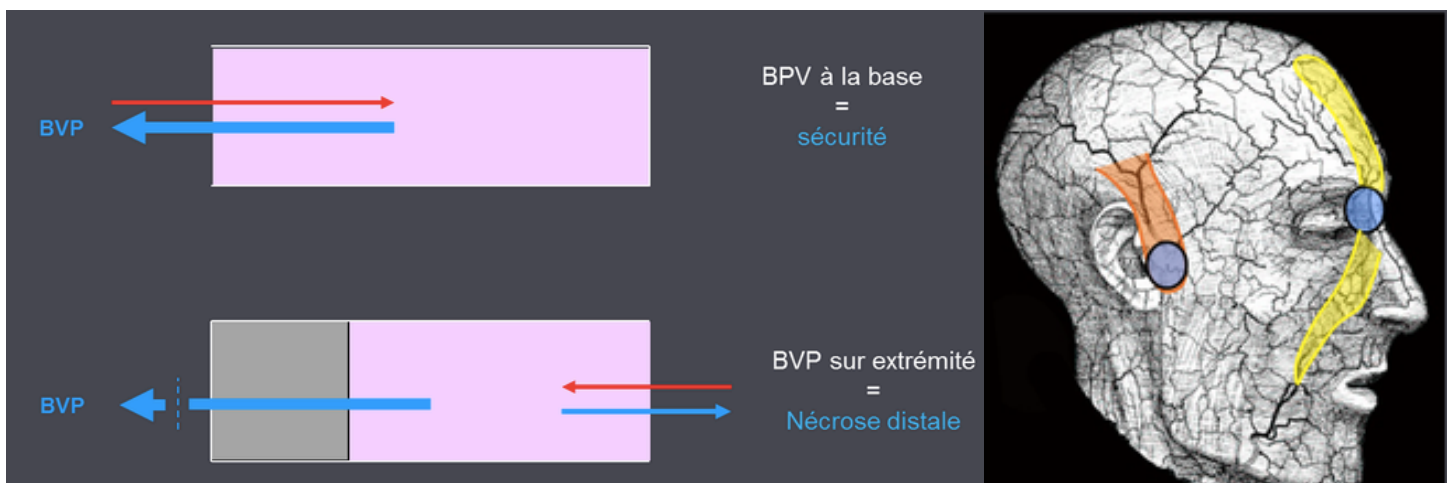 BVP
BPV à la base
=
sécurité
BVP
BVP sur extrémité
=
Nécrose distale